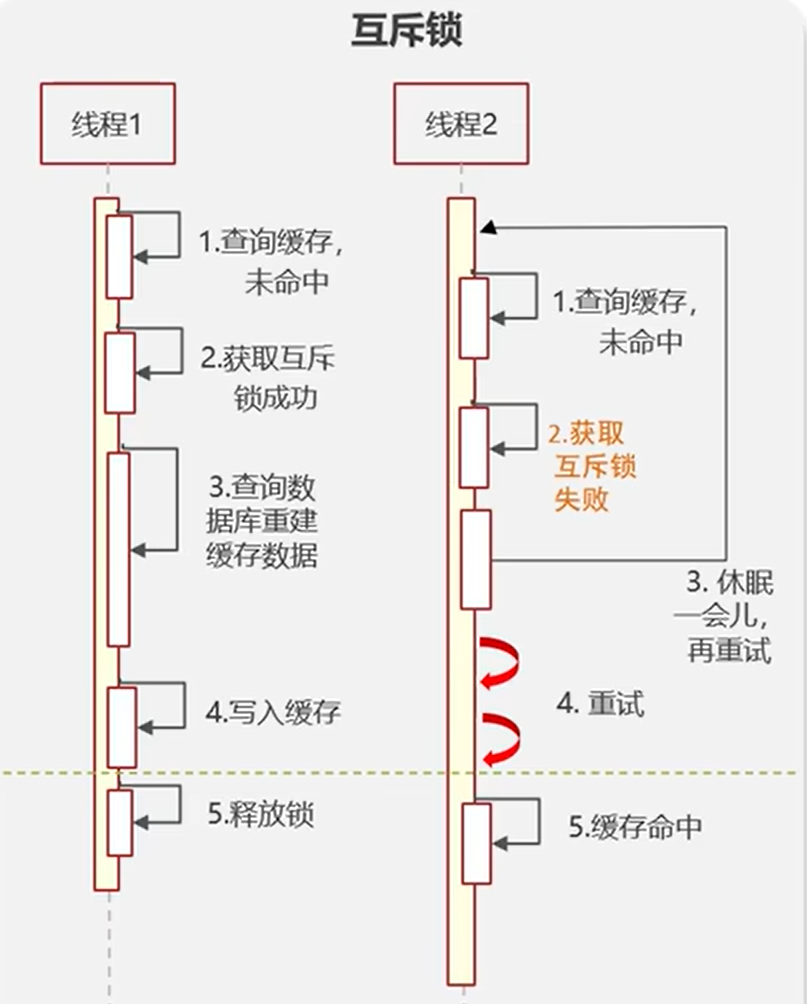 互斥锁
线程1
1.查询缓存，
未命中
2.获取互斥
锁成功
3.查询数
据库重建
缓存数据
4.写入缓存
5.释放锁
线程2
1.查询缓存，
未命中
2.获取
互斥锁
失败
3. 休眠
一会儿，
再重试
4. 重试
5.缓存命中